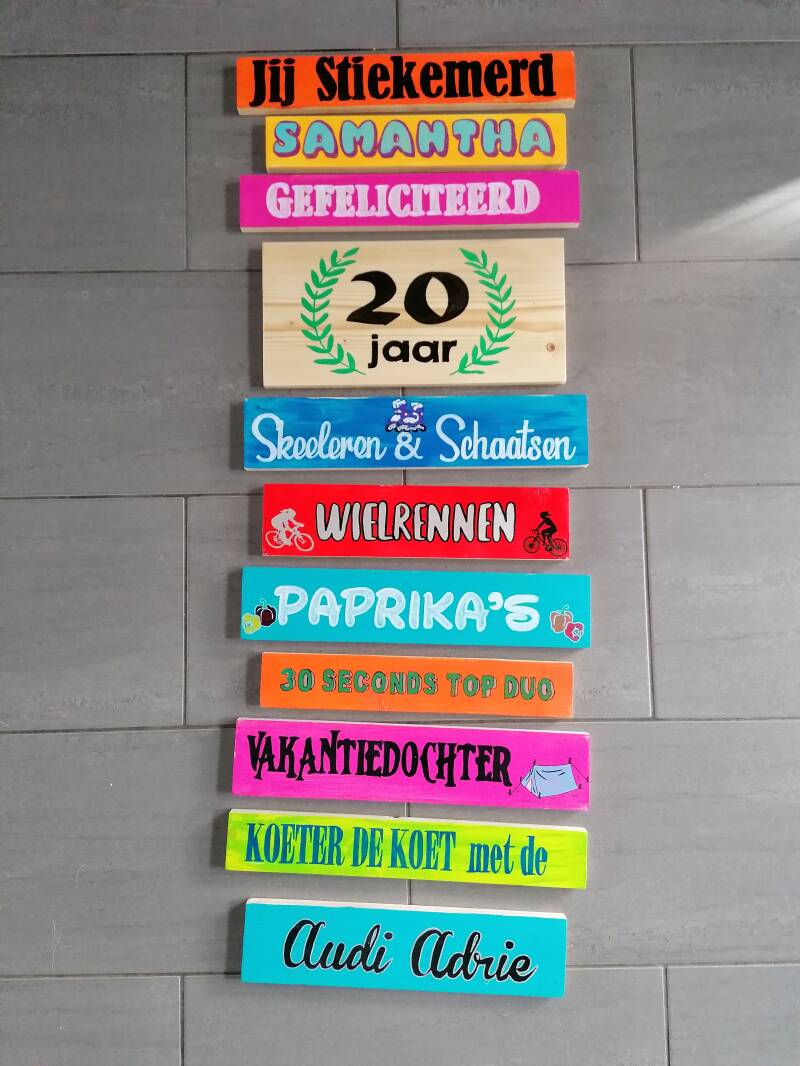 Jij Stiekemerd
SAMANTHA
GEFELICITEERD
20
jaar
Skeeleren & Schaatsen
WIELRENNEN
PAPRIKA'S
30 SECONDS TOP DUO
VAKANTIEDOCHTER
KOETER DE KOET met de
Audi Adrie